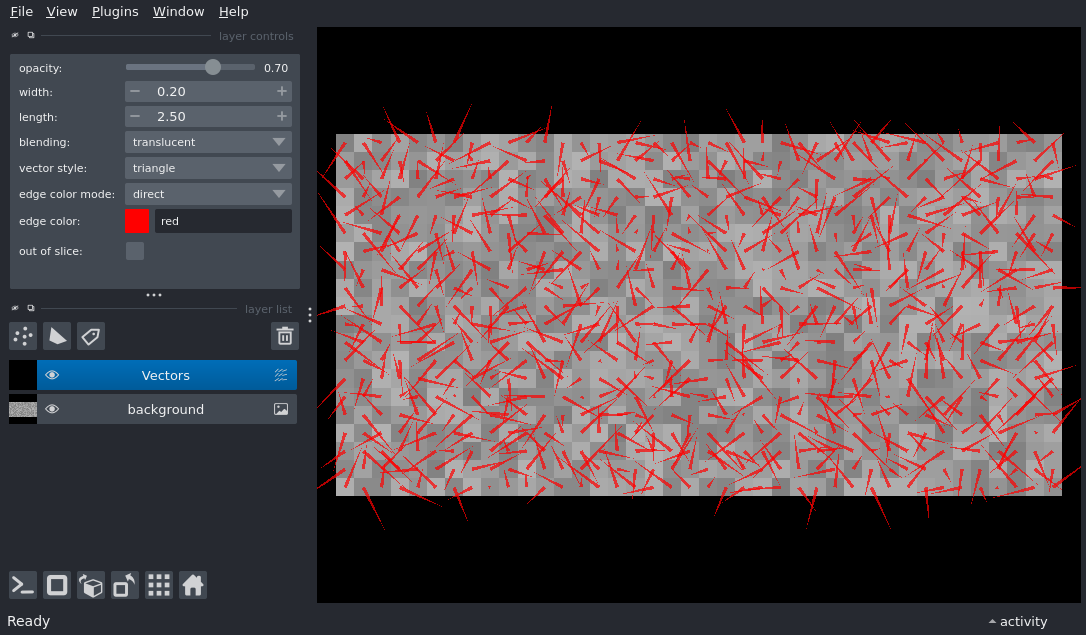 File View Plugins Window Help
layer controls
opacity: 0.70
width: − 0.20 +
length: − 2.50 +
blending: translucent
vector style: triangle
edge color mode: direct
edge color: red
out of slice:
layer list
Vectors
background
Ready
activity